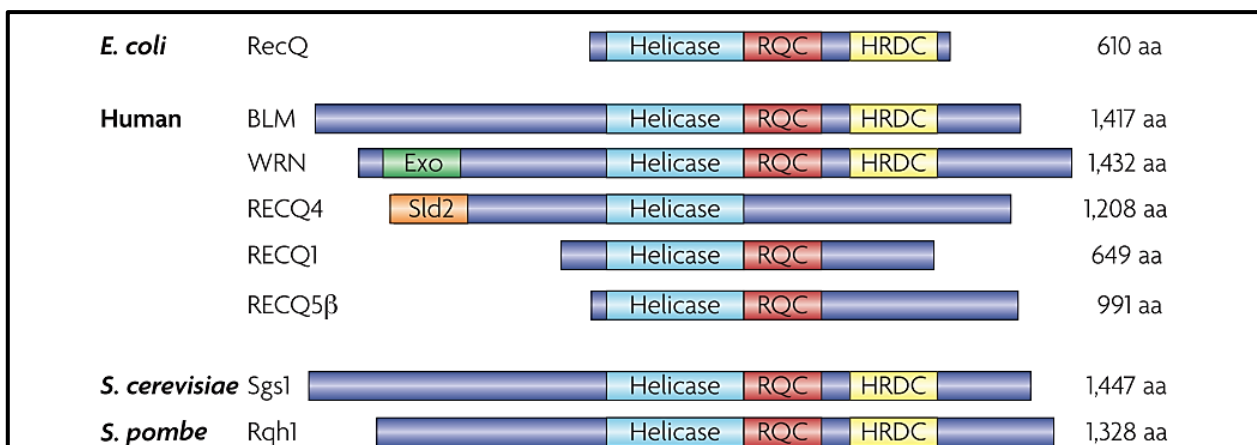 E. coli RecQ Helicase RQC HRDC 610 aa
Human BLM Helicase RQC HRDC 1,417 aa
WRN Exo Helicase RQC HRDC 1,432 aa
RECQ4 Sld2 Helicase 1,208 aa
RECQ1 Helicase RQC 649 aa
RECQ5β Helicase RQC 991 aa
S. cerevisiae Sgs1 Helicase RQC HRDC 1,447 aa
S. pombe Rqh1 Helicase RQC HRDC 1,328 aa